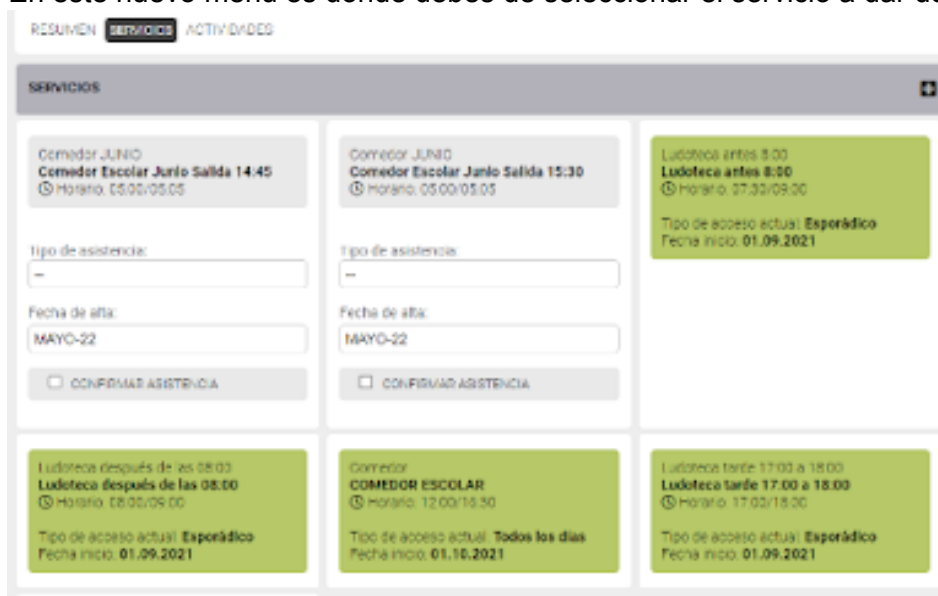 En este nuevo menú es donde debes de seleccionar el servicio a dar de
RESUMEN SERVICIOS ACTIVIDADES
SERVICIOS
Comedor JUNIO
Comedor Escolar Junio Salida 14:45
Horario: 05:00/05:05
Tipo de asistencia:
--
Fecha de alta:
MAYO-22
CONFIRMAR ASISTENCIA
Comedor JUNIO
Comedor Escolar Junio Salida 15:30
Horario: 05:00/05:05
Tipo de asistencia:
--
Fecha de alta:
MAYO-22
CONFIRMAR ASISTENCIA
Ludoteca antes 8:00
Ludoteca antes 8:00
Horario: 07:30/09:00
Tipo de acceso actual: Esporádico
Fecha inicio: 01.09.2021
Ludoteca después de las 08:00
Ludoteca después de las 08:00
Horario: 08:00/09:00
Tipo de acceso actual: Esporádico
Fecha inicio: 01.09.2021
Comedor
COMEDOR ESCOLAR
Horario: 12:00/16:30
Tipo de acceso actual: Todos los días
Fecha inicio: 01.10.2021
Ludoteca tarde 17:00 a 18:00
Ludoteca tarde 17:00 a 18:00
Horario: 17:00/18:00
Tipo de acceso actual: Esporádico
Fecha inicio: 01.09.2021